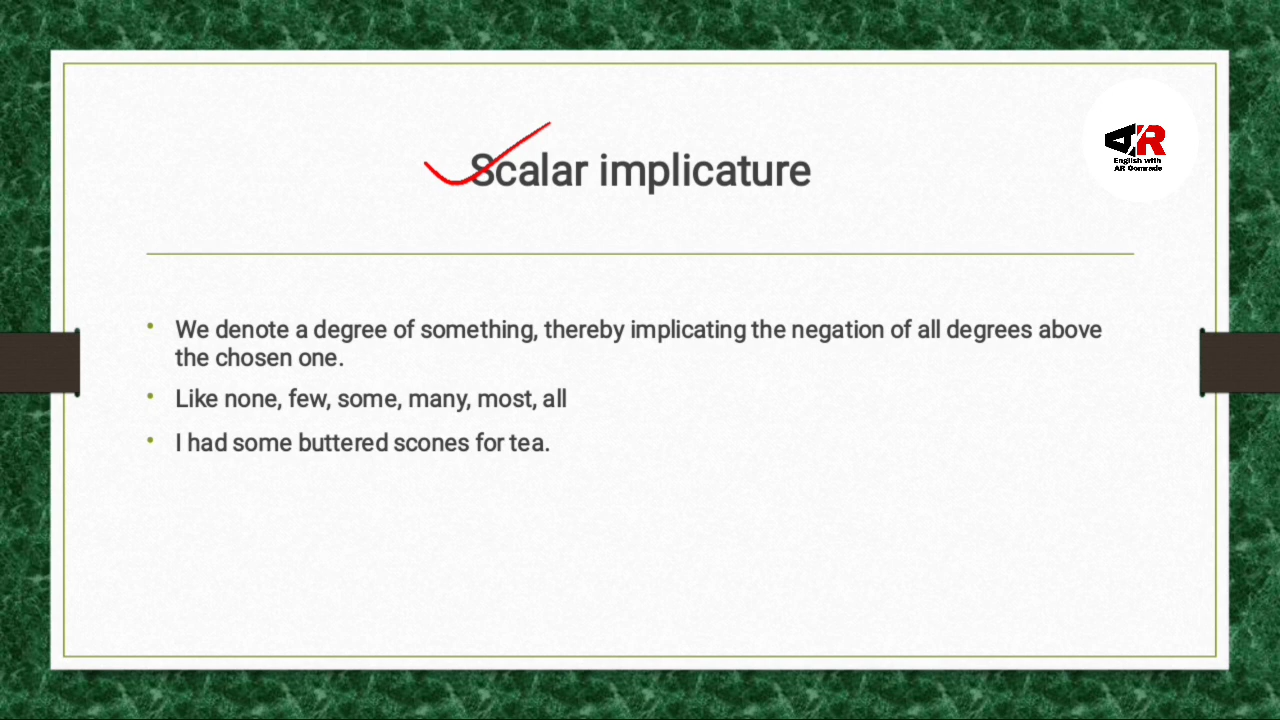 AR
English with
AR Comrade
Scalar implicature
We denote a degree of something, thereby implicating the negation of all degrees above
the chosen one.
Like none, few, some, many, most, all
I had some buttered scones for tea.